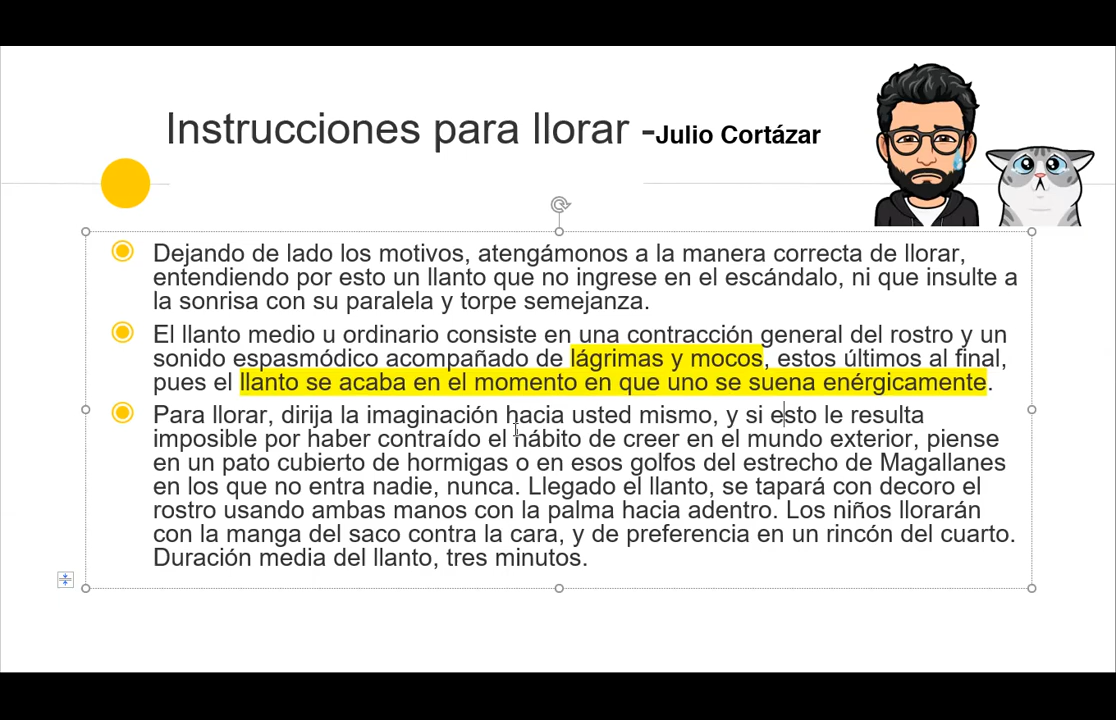 Instrucciones para llorar -Julio Cortázar
Dejando de lado los motivos, atengámonos a la manera correcta de llorar,
entendiendo por esto un llanto que no ingrese en el escándalo, ni que insulte a
la sonrisa con su paralela y torpe semejanza.
El llanto medio u ordinario consiste en una contracción general del rostro y un
sonido espasmódico acompañado de lágrimas y mocos, estos últimos al final,
pues el llanto se acaba en el momento en que uno se suena enérgicamente.
Para llorar, dirija la imaginación hacia usted mismo, y si esto le resulta
imposible por haber contraído el hábito de creer en el mundo exterior, piense
en un pato cubierto de hormigas o en esos golfos del estrecho de Magallanes
en los que no entra nadie, nunca. Llegado el llanto, se tapará con decoro el
rostro usando ambas manos con la palma hacia adentro. Los niños llorarán
con la manga del saco contra la cara, y de preferencia en un rincón del cuarto.
Duración media del llanto, tres minutos.